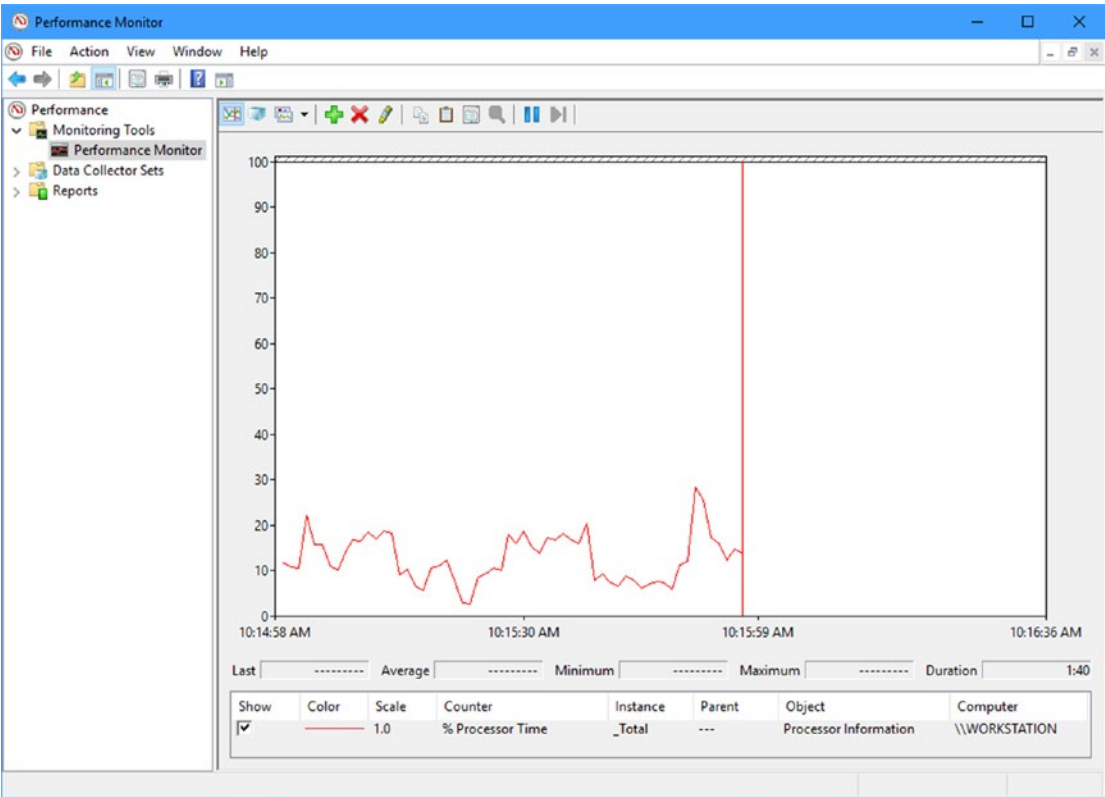 Performance Monitor
File Action View Window Help
Performance
Monitoring Tools
Performance Monitor
Data Collector Sets
Reports
100
90
80
70
60
50
40
30
20
10
0
10:14:58 AM 10:15:30 AM 10:15:59 AM 10:16:36 AM
Last --------- Average --------- Minimum --------- Maximum --------- Duration 1:40
Show Color Scale Counter Instance Parent Object Computer
1.0 % Processor Time _Total --- Processor Information \\WORKSTATION